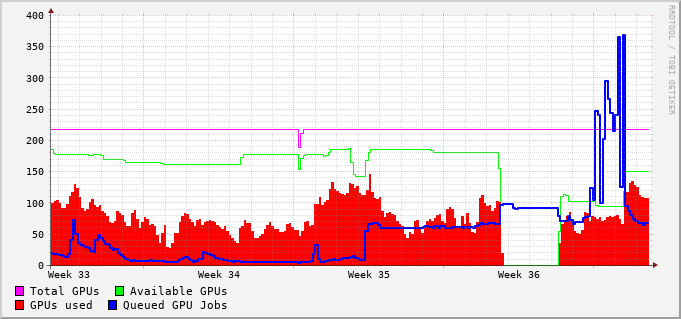 400
350
300
250
200
150
100
50
0
Week 33 Week 34 Week 35 Week 36
Total GPUs Available GPUs
GPUs used Queued GPU Jobs
RRDTOOL / TOBI OETIKER